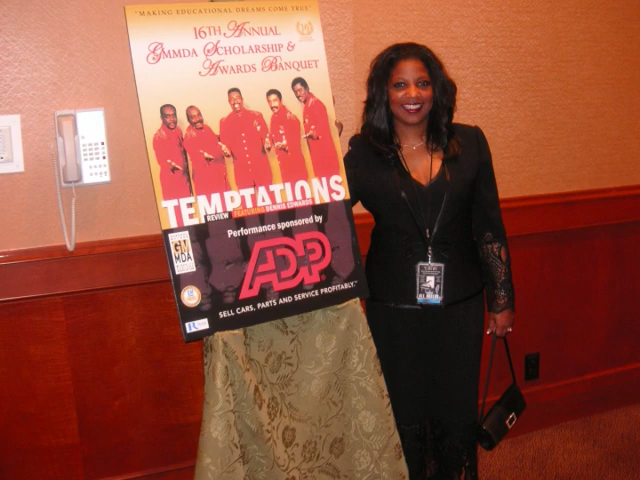 "MAKING EDUCATIONAL DREAMS COME TRUE"
16TH ANNUAL
GMMDA SCHOLARSHIP &
AWARDS BANQUET
TEMPTATIONS
REVIEW FEATURING DENNIS EDWARDS
Performance sponsored by
GM
MDA
ADP
SELL CARS, PARTS AND SERVICE PROFITABLY.™